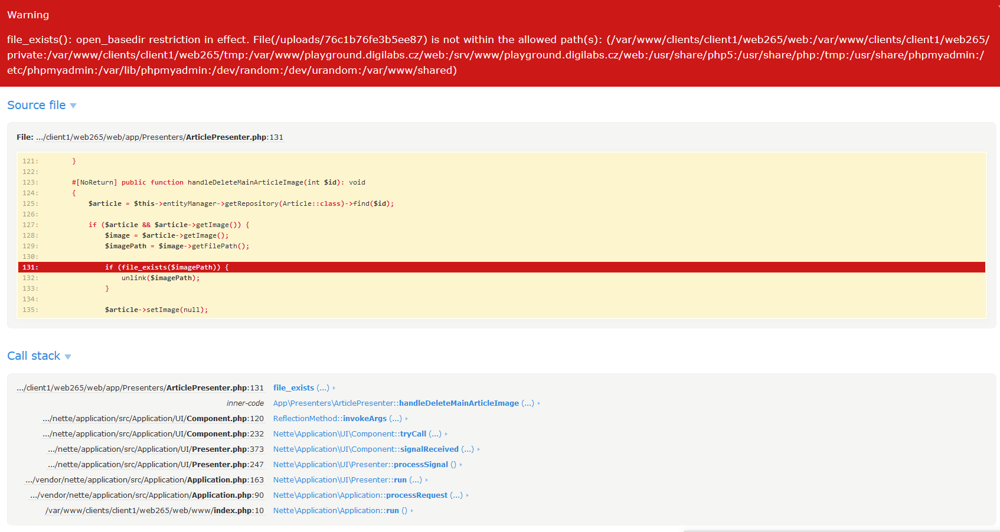 Warning
file_exists(): open_basedir restriction in effect. File(/uploads/76c1b76fe3b5ee87) is not within the allowed path(s): (/var/www/clients/client1/web265/web:/var/www/clients/client1/web265/
private:/var/www/clients/client1/web265/tmp:/var/www/playground.digilabs.cz/web:/srv/www/playground.digilabs.cz/web:/usr/share/php5:/usr/share/php:/tmp:/usr/share/phpmyadmin:/
etc/phpmyadmin:/var/lib/phpmyadmin:/dev/random:/dev/urandom:/var/www/shared)
Source file ▼
File: .../client1/web265/web/app/Presenters/ArticlePresenter.php:131
121:        }
122:
123:        #[NoReturn] public function handleDeleteMainArticleImage(int $id): void
124:        {
125:            $article = $this->entityManager->getRepository(Article::class)->find($id);
126:
127:            if ($article && $article->getImage()) {
128:                $image = $article->getImage();
129:                $imagePath = $image->getFilePath();
130:
131:                if (file_exists($imagePath)) {
132:                    unlink($imagePath);
133:                }
134:
135:                $article->setImage(null);
Call stack ▼
.../client1/web265/web/app/Presenters/ArticlePresenter.php:131 file_exists (...) ▸
inner-code App\Presenters\ArticlePresenter::handleDeleteMainArticleImage (...) ▸
.../nette/application/src/Application/UI/Component.php:120 ReflectionMethod::invokeArgs (...) ▸
.../nette/application/src/Application/UI/Component.php:232 Nette\Application\UI\Component::tryCall (...) ▸
.../nette/application/src/Application/UI/Presenter.php:373 Nette\Application\UI\Component::signalReceived (...) ▸
.../nette/application/src/Application/UI/Presenter.php:247 Nette\Application\UI\Presenter::processSignal () ▸
.../vendor/nette/application/src/Application/Application.php:163 Nette\Application\UI\Presenter::run (...) ▸
.../vendor/nette/application/src/Application/Application.php:90 Nette\Application\Application::processRequest (...) ▸
/var/www/clients/client1/web265/web/www/index.php:10 Nette\Application\Application::run () ▸